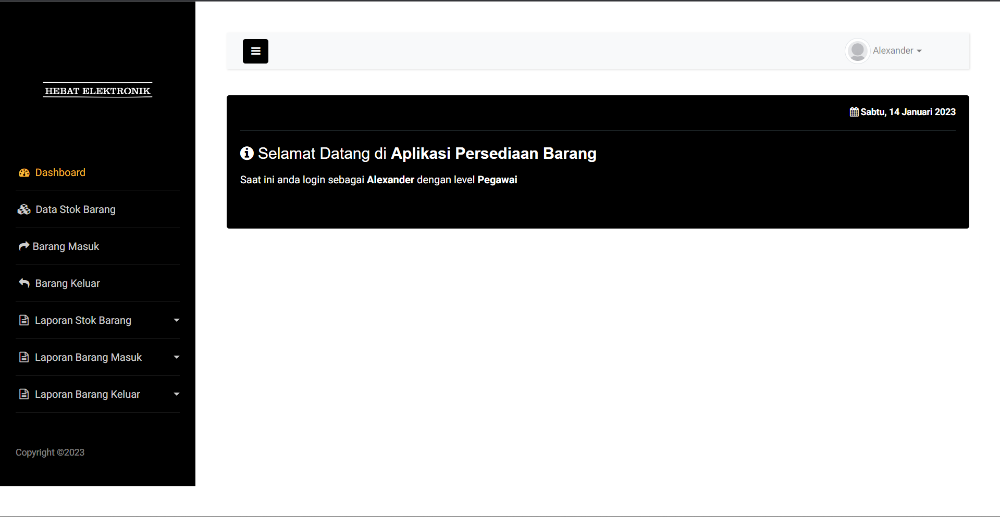 HEBAT ELEKTRONIK
Dashboard
Data Stok Barang
Barang Masuk
Barang Keluar
Laporan Stok Barang
Laporan Barang Masuk
Laporan Barang Keluar
Copyright ©2023
Alexander
Sabtu, 14 Januari 2023
Selamat Datang di Aplikasi Persediaan Barang
Saat ini anda login sebagai Alexander dengan level Pegawai